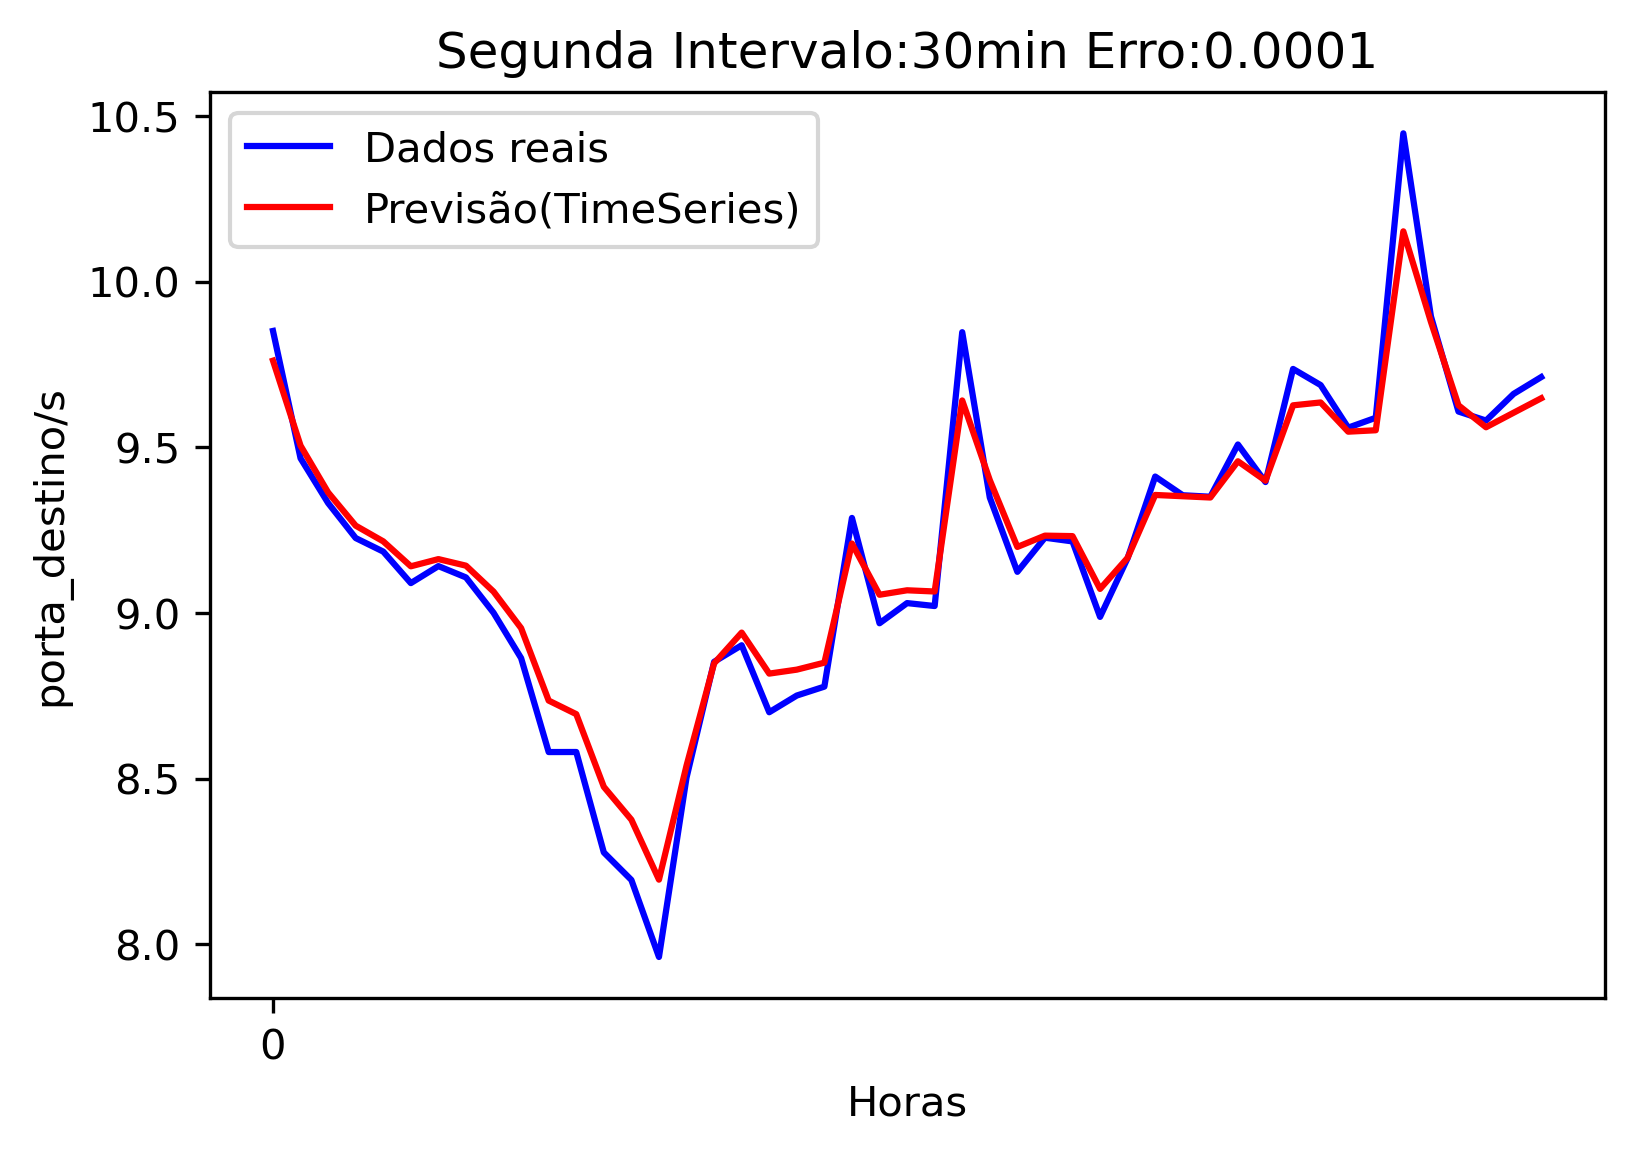 Segunda Intervalo:30min Erro:0.0001
Dados reais
Previsão(TimeSeries)
10.5
10.0
9.5
9.0
8.5
8.0
porta_destino/s
0
Horas